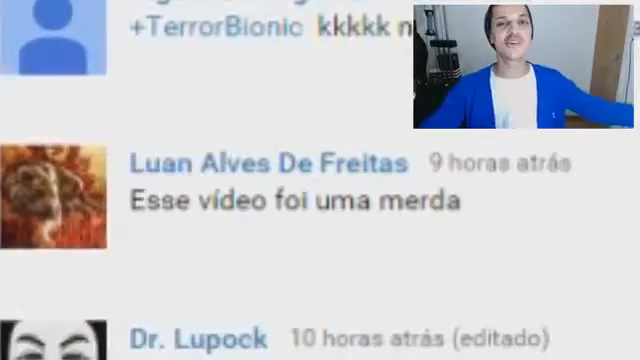 +TerrorBionic kkkkk n
Luan Alves De Freitas 9 horas atrás
Esse vídeo foi uma merda
Dr. Lupock 10 horas atrás (editado)